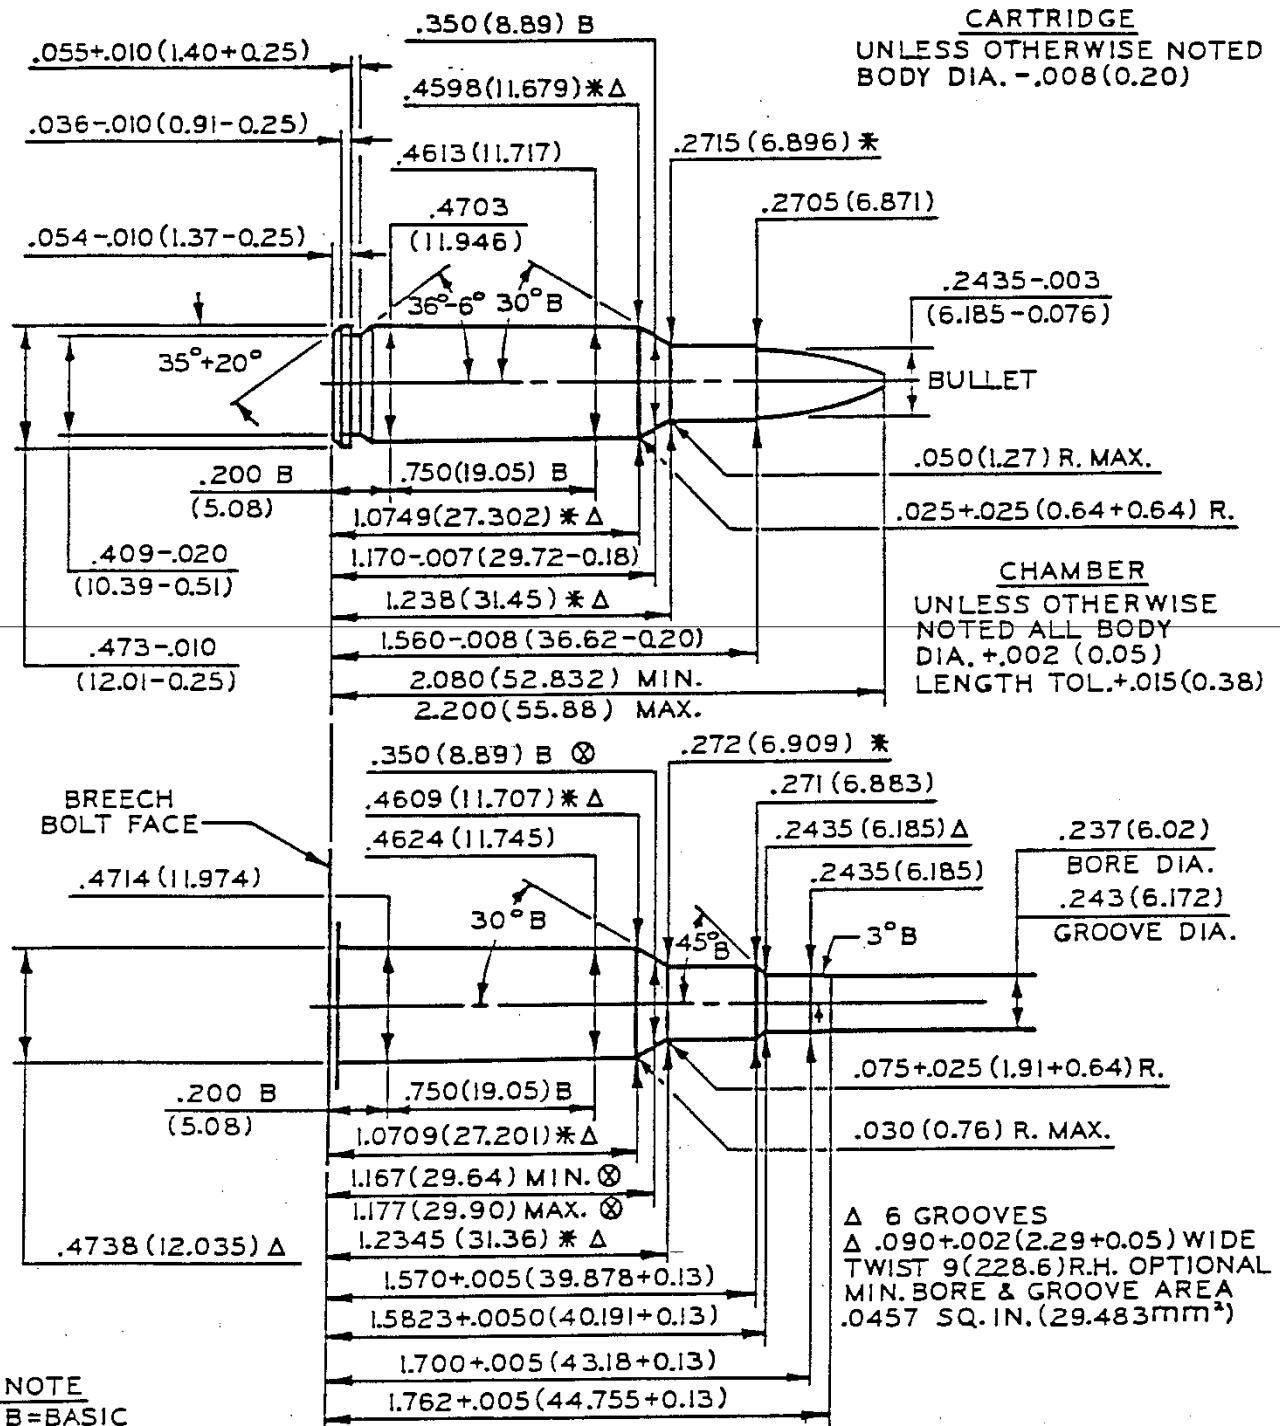 CARTRIDGE
UNLESS OTHERWISE NOTED
BODY DIA. -.008(0.20)
.350(8.89) B
.055+.010(1.40+0.25)
.4598(11.679)*Δ
.036-.010(0.91-0.25)
.2715(6.896)*
.4613(11.717)
.2705(6.871)
.4703
(11.946)
.054-.010(1.37-0.25)
36°-6°
30°B
.2435-.003
(6.185-0.076)
35°+20°
BULLET
.050(1.27) R. MAX.
.200 B
(5.08)
.750(19.05) B
1.0749(27.302)*Δ
.025+.025(0.64+0.64) R.
.409-.020
(10.39-0.51)
1.170-.007(29.72-0.18)
1.238(31.45)*Δ
CHAMBER
UNLESS OTHERWISE
NOTED ALL BODY
DIA. +.002 (0.05)
LENGTH TOL.+.015(0.38)
.473-.010
(12.01-0.25)
1.560-.008(36.62-0.20)
2.080(52.832) MIN.
2.200(55.88) MAX.
.350(8.89) B ⊗
.272(6.909)*
BREECH
BOLT FACE
.4609(11.707)*Δ
.271(6.883)
.4624(11.745)
.2435(6.185)Δ
.237(6.02)
BORE DIA.
.4714(11.974)
.2435(6.185)
.243(6.172)
GROOVE DIA.
30°B
45°B
3°B
.075+.025(1.91+0.64)R.
.200 B
(5.08)
.750(19.05)B
1.0709(27.201)*Δ
.030(0.76) R. MAX.
1.167(29.64) MIN. ⊗
1.177(29.90) MAX. ⊗
.4738(12.035)Δ
1.2345(31.36)*Δ
Δ 6 GROOVES
Δ .090+.002(2.29+0.05) WIDE
TWIST 9(228.6)R.H. OPTIONAL
MIN. BORE & GROOVE AREA
.0457 SQ. IN.(29.483mm²)
1.570+.005(39.878+0.13)
1.5823+.0050(40.191+0.13)
1.700+.005(43.18+0.13)
1.762+.005(44.755+0.13)
NOTE
B=BASIC